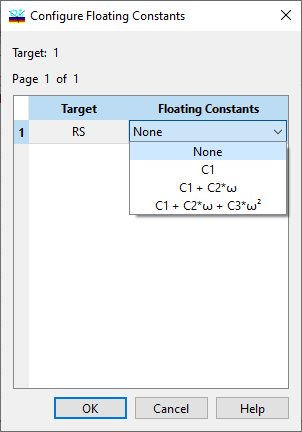 Configure Floating Constants
Target: 1
Page 1 of 1
Target Floating Constants
1 RS None
None
C1
C1 + C2*ω
C1 + C2*ω + C3*ω²
OK Cancel Help